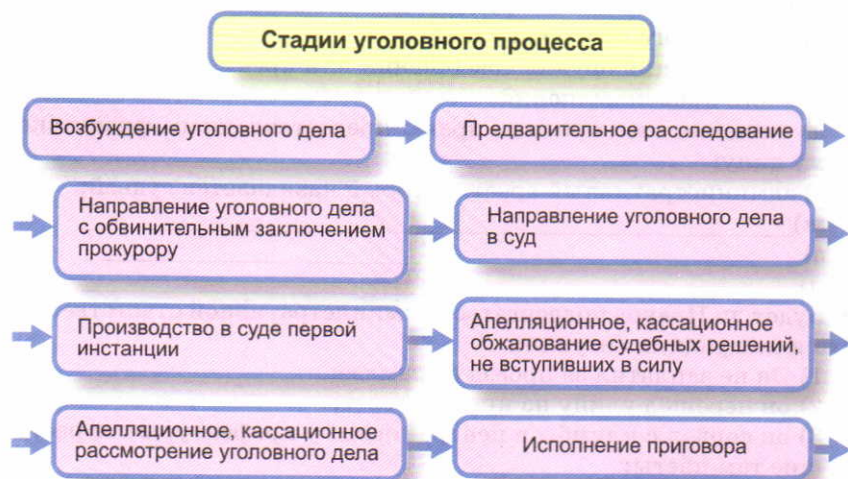 Стадии уголовного процесса
Возбуждение уголовного дела
Предварительное расследование
Направление уголовного дела
с обвинительным заключением
прокурору
Направление уголовного дела
в суд
Производство в суде первой
инстанции
Апелляционное, кассационное
обжалование судебных решений,
не вступивших в силу
Апелляционное, кассационное
рассмотрение уголовного дела
Исполнение приговора